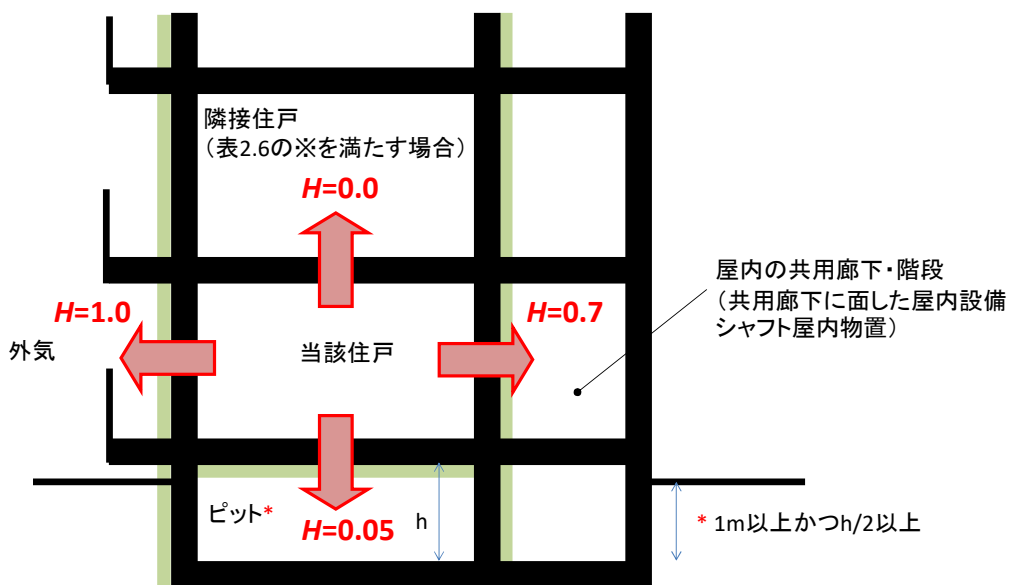 隣接住戸
（表2.6の※を満たす場合）
H=0.0
屋内の共用廊下・階段
（共用廊下に面した屋内設備
シャフト屋内物置）
H=1.0
H=0.7
外気
当該住戸
ピット*
h
H=0.05
* 1m以上かつh/2以上